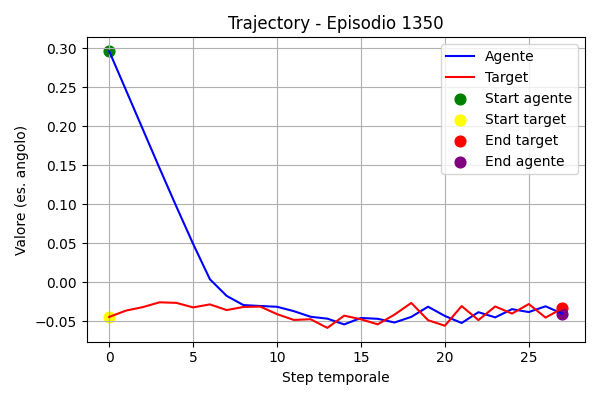 Trajectory - Episodio 1350
Agente
Target
Start agente
Start target
End target
End agente
Valore (es. angolo)
0.30
0.25
0.20
0.15
0.10
0.05
0.00
−0.05
0 5 10 15 20 25
Step temporale